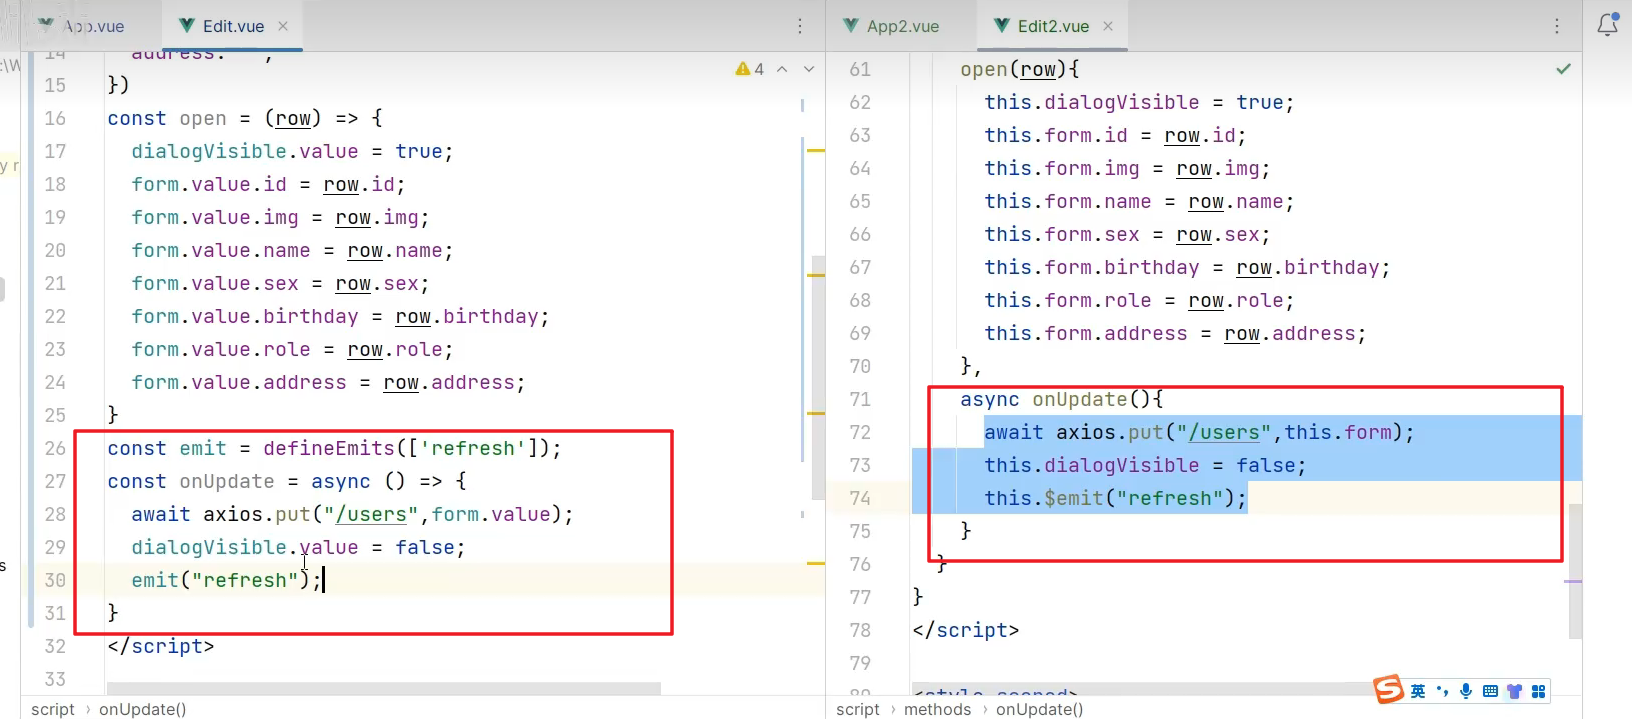 App.vue
Edit.vue
App2.vue
Edit2.vue
4
14 address: '',
15 })
16 const open = (row) => {
17 dialogVisible.value = true;
18 form.value.id = row.id;
19 form.value.img = row.img;
20 form.value.name = row.name;
21 form.value.sex = row.sex;
22 form.value.birthday = row.birthday;
23 form.value.role = row.role;
24 form.value.address = row.address;
25 }
26 const emit = defineEmits(['refresh']);
27 const onUpdate = async () => {
28 await axios.put("/users",form.value);
29 dialogVisible.value = false;
30 emit("refresh");
31 }
32 </script>
33
script › onUpdate()
61 open(row){
62 this.dialogVisible = true;
63 this.form.id = row.id;
64 this.form.img = row.img;
65 this.form.name = row.name;
66 this.form.sex = row.sex;
67 this.form.birthday = row.birthday;
68 this.form.role = row.role;
69 this.form.address = row.address;
70 },
71 async onUpdate(){
72 await axios.put("/users",this.form);
73 this.dialogVisible = false;
74 this.$emit("refresh");
75 }
76 }
77 }
78 </script>
79
80 <style scoped>
script › methods › onUpdate()
S 英